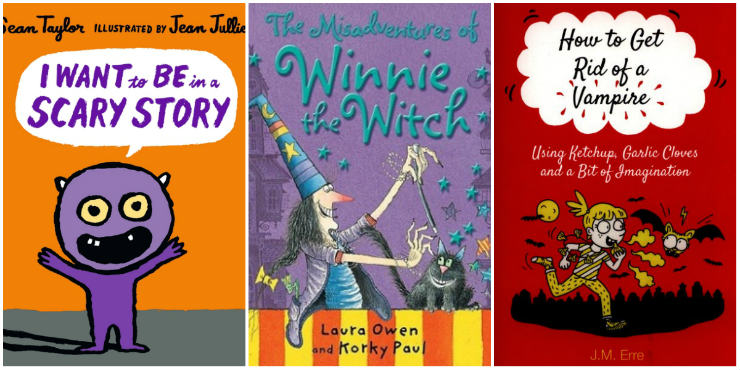 Sean Taylor ILLUSTRATED BY Jean Jullie
I WANT to BE in a
SCARY STORY
The Misadventures of
Winnie
the Witch
Laura Owen
and Korky Paul
How to Get
Rid of a
Vampire
Using Ketchup, Garlic Cloves
and a Bit of Imagination
J.M. Erre